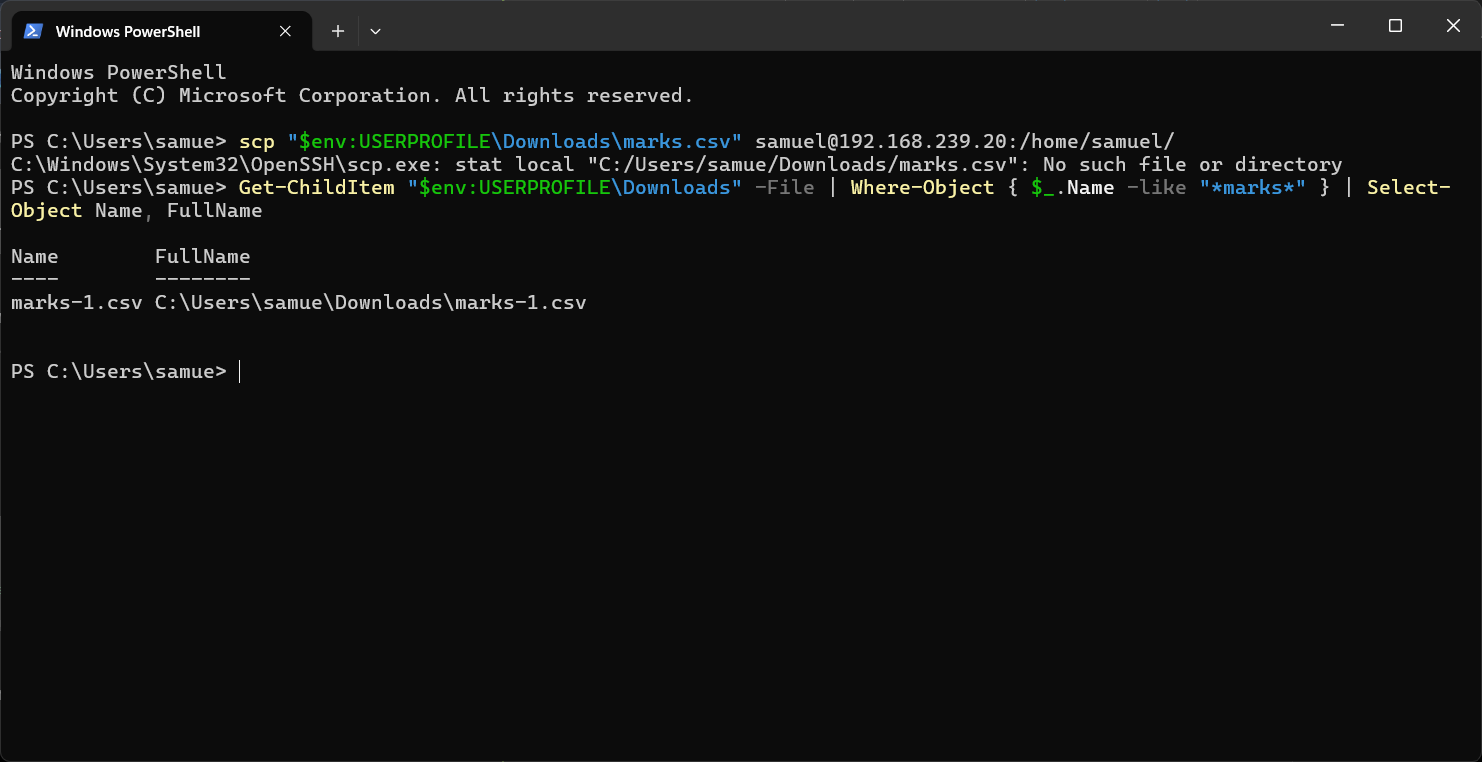 Windows PowerShell
Windows PowerShell
Copyright (C) Microsoft Corporation. All rights reserved.
PS C:\Users\samue> scp "$env:USERPROFILE\Downloads\marks.csv" samuel@192.168.239.20:/home/samuel/
C:\Windows\System32\OpenSSH\scp.exe: stat local "C:/Users/samue/Downloads/marks.csv": No such file or directory
PS C:\Users\samue> Get-ChildItem "$env:USERPROFILE\Downloads" -File | Where-Object { $_.Name -like "*marks*" } | Select-
Object Name, FullName
Name        FullName
----        --------
marks-1.csv C:\Users\samue\Downloads\marks-1.csv
PS C:\Users\samue>